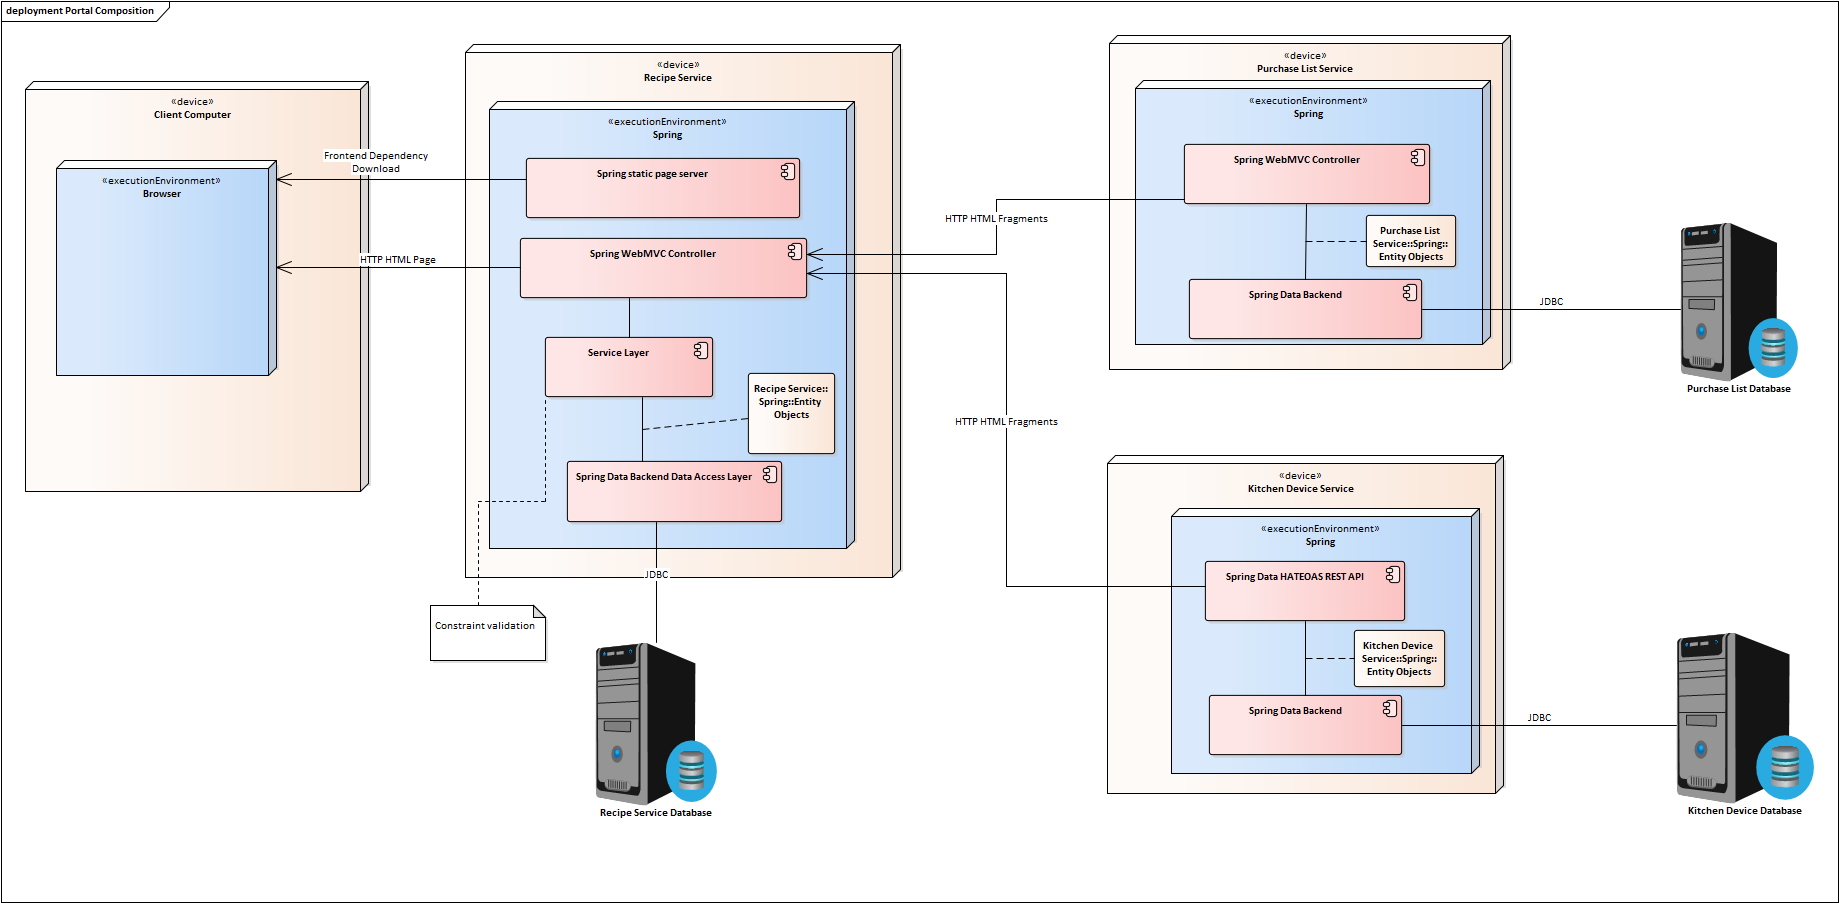 deployment Portal Composition
«device»
Client Computer
«executionEnvironment»
Browser
Frontend Dependency
Download
HTTP HTML Page
«device»
Recipe Service
«executionEnvironment»
Spring
Spring static page server
Spring WebMVC Controller
Service Layer
Recipe Service::
Spring::Entity
Objects
Spring Data Backend Data Access Layer
JDBC
Constraint validation
Recipe Service Database
HTTP HTML Fragments
HTTP HTML Fragments
«device»
Purchase List Service
«executionEnvironment»
Spring
Spring WebMVC Controller
Purchase List
Service::Spring::
Entity Objects
Spring Data Backend
JDBC
Purchase List Database
«device»
Kitchen Device Service
«executionEnvironment»
Spring
Spring Data HATEOAS REST API
Kitchen Device
Service::Spring::
Entity Objects
Spring Data Backend
JDBC
Kitchen Device Database